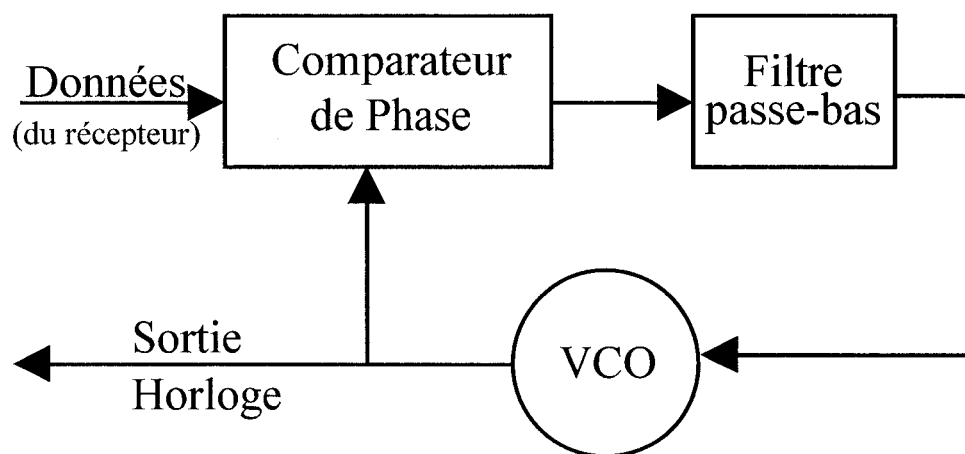 Données
(du récepteur)
Comparateur
de Phase
Filtre
passe-bas
Sortie
Horloge
VCO